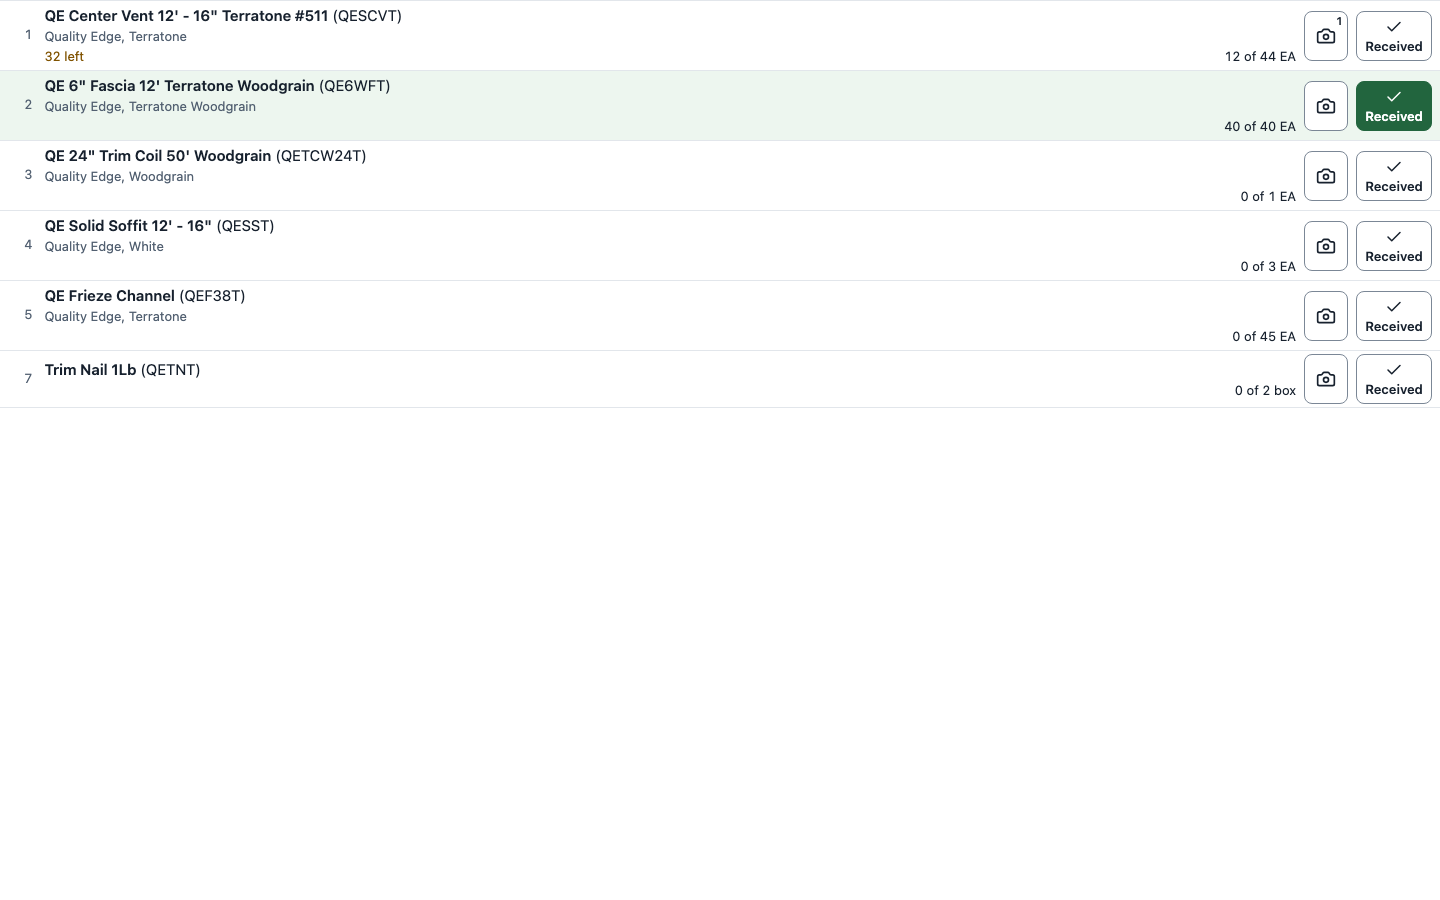 1
QE Center Vent 12' - 16" Terratone #511 (QESCVT)
Quality Edge, Terratone
32 left
12 of 44 EA
1
Received
2
QE 6" Fascia 12' Terratone Woodgrain (QE6WFT)
Quality Edge, Terratone Woodgrain
40 of 40 EA
Received
3
QE 24" Trim Coil 50' Woodgrain (QETCW24T)
Quality Edge, Woodgrain
0 of 1 EA
Received
4
QE Solid Soffit 12' - 16" (QESST)
Quality Edge, White
0 of 3 EA
Received
5
QE Frieze Channel (QEF38T)
Quality Edge, Terratone
0 of 45 EA
Received
7
Trim Nail 1Lb (QETNT)
0 of 2 box
Received